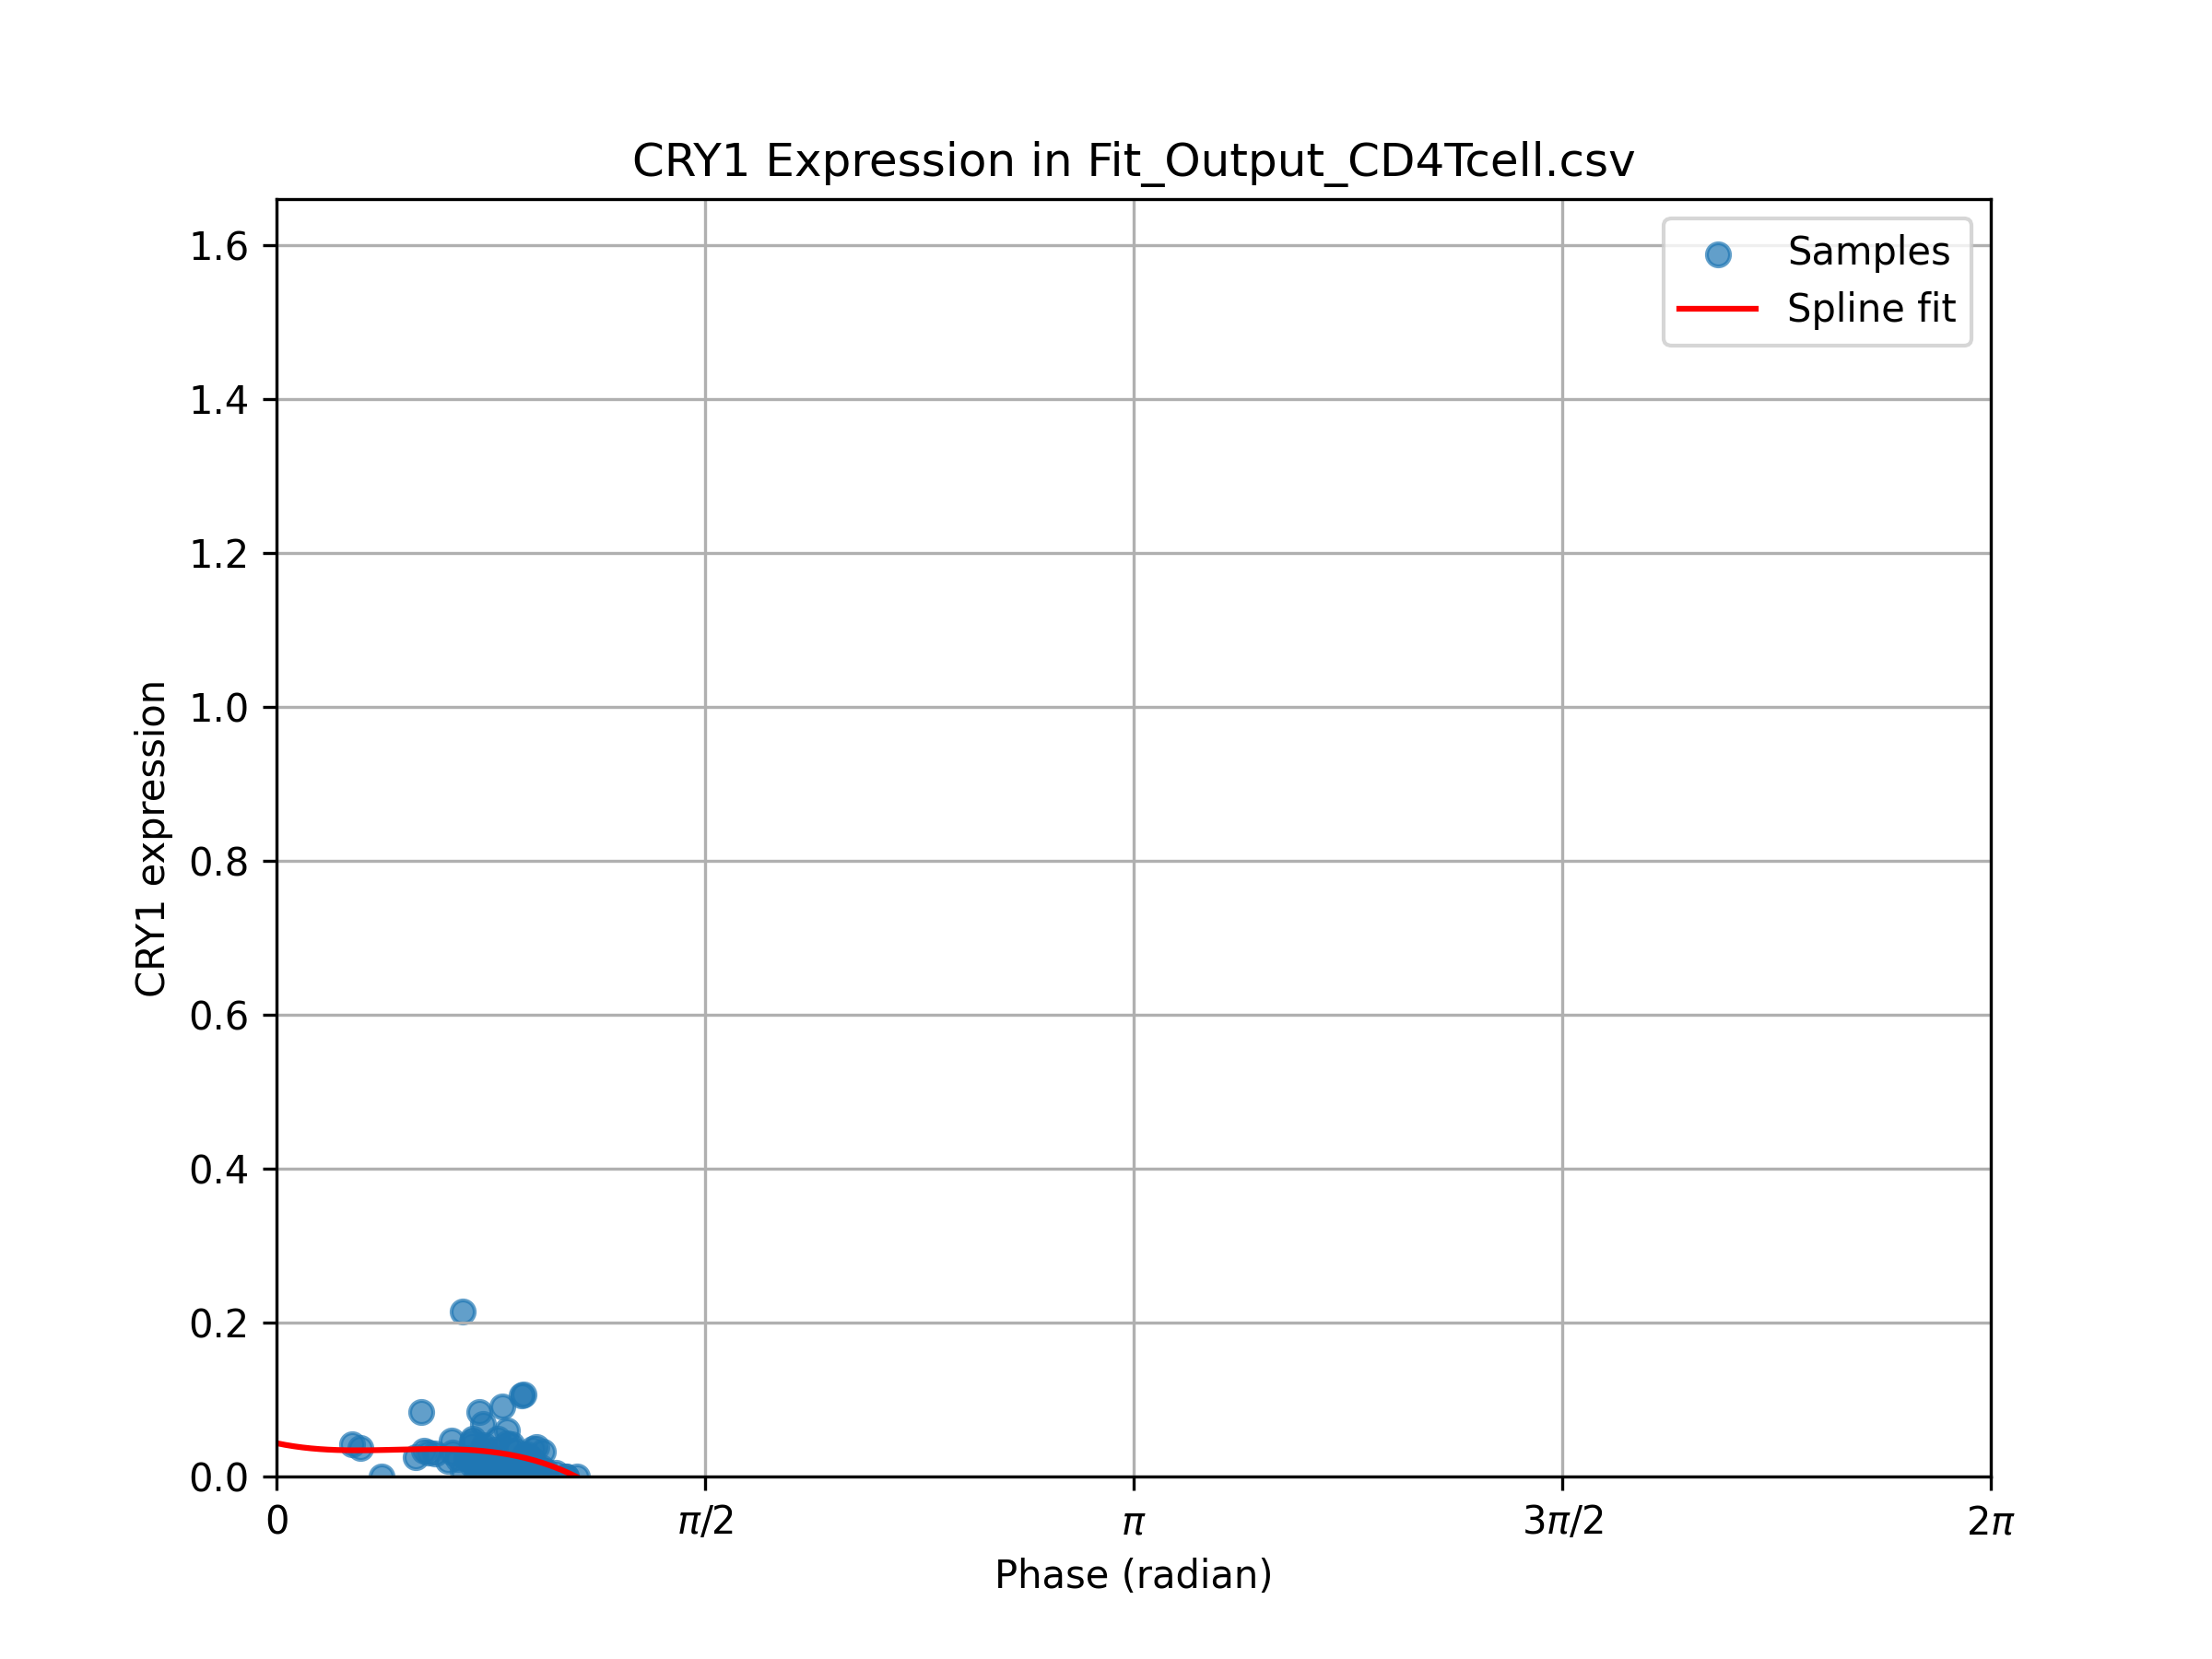 CRY1 Expression in Fit_Output_CD4Tcell.csv
Samples
Spline fit
CRY1 expression
1.6
1.4
1.2
1.0
0.8
0.6
0.4
0.2
0.0
0
π/2
π
3π/2
2π
Phase (radian)